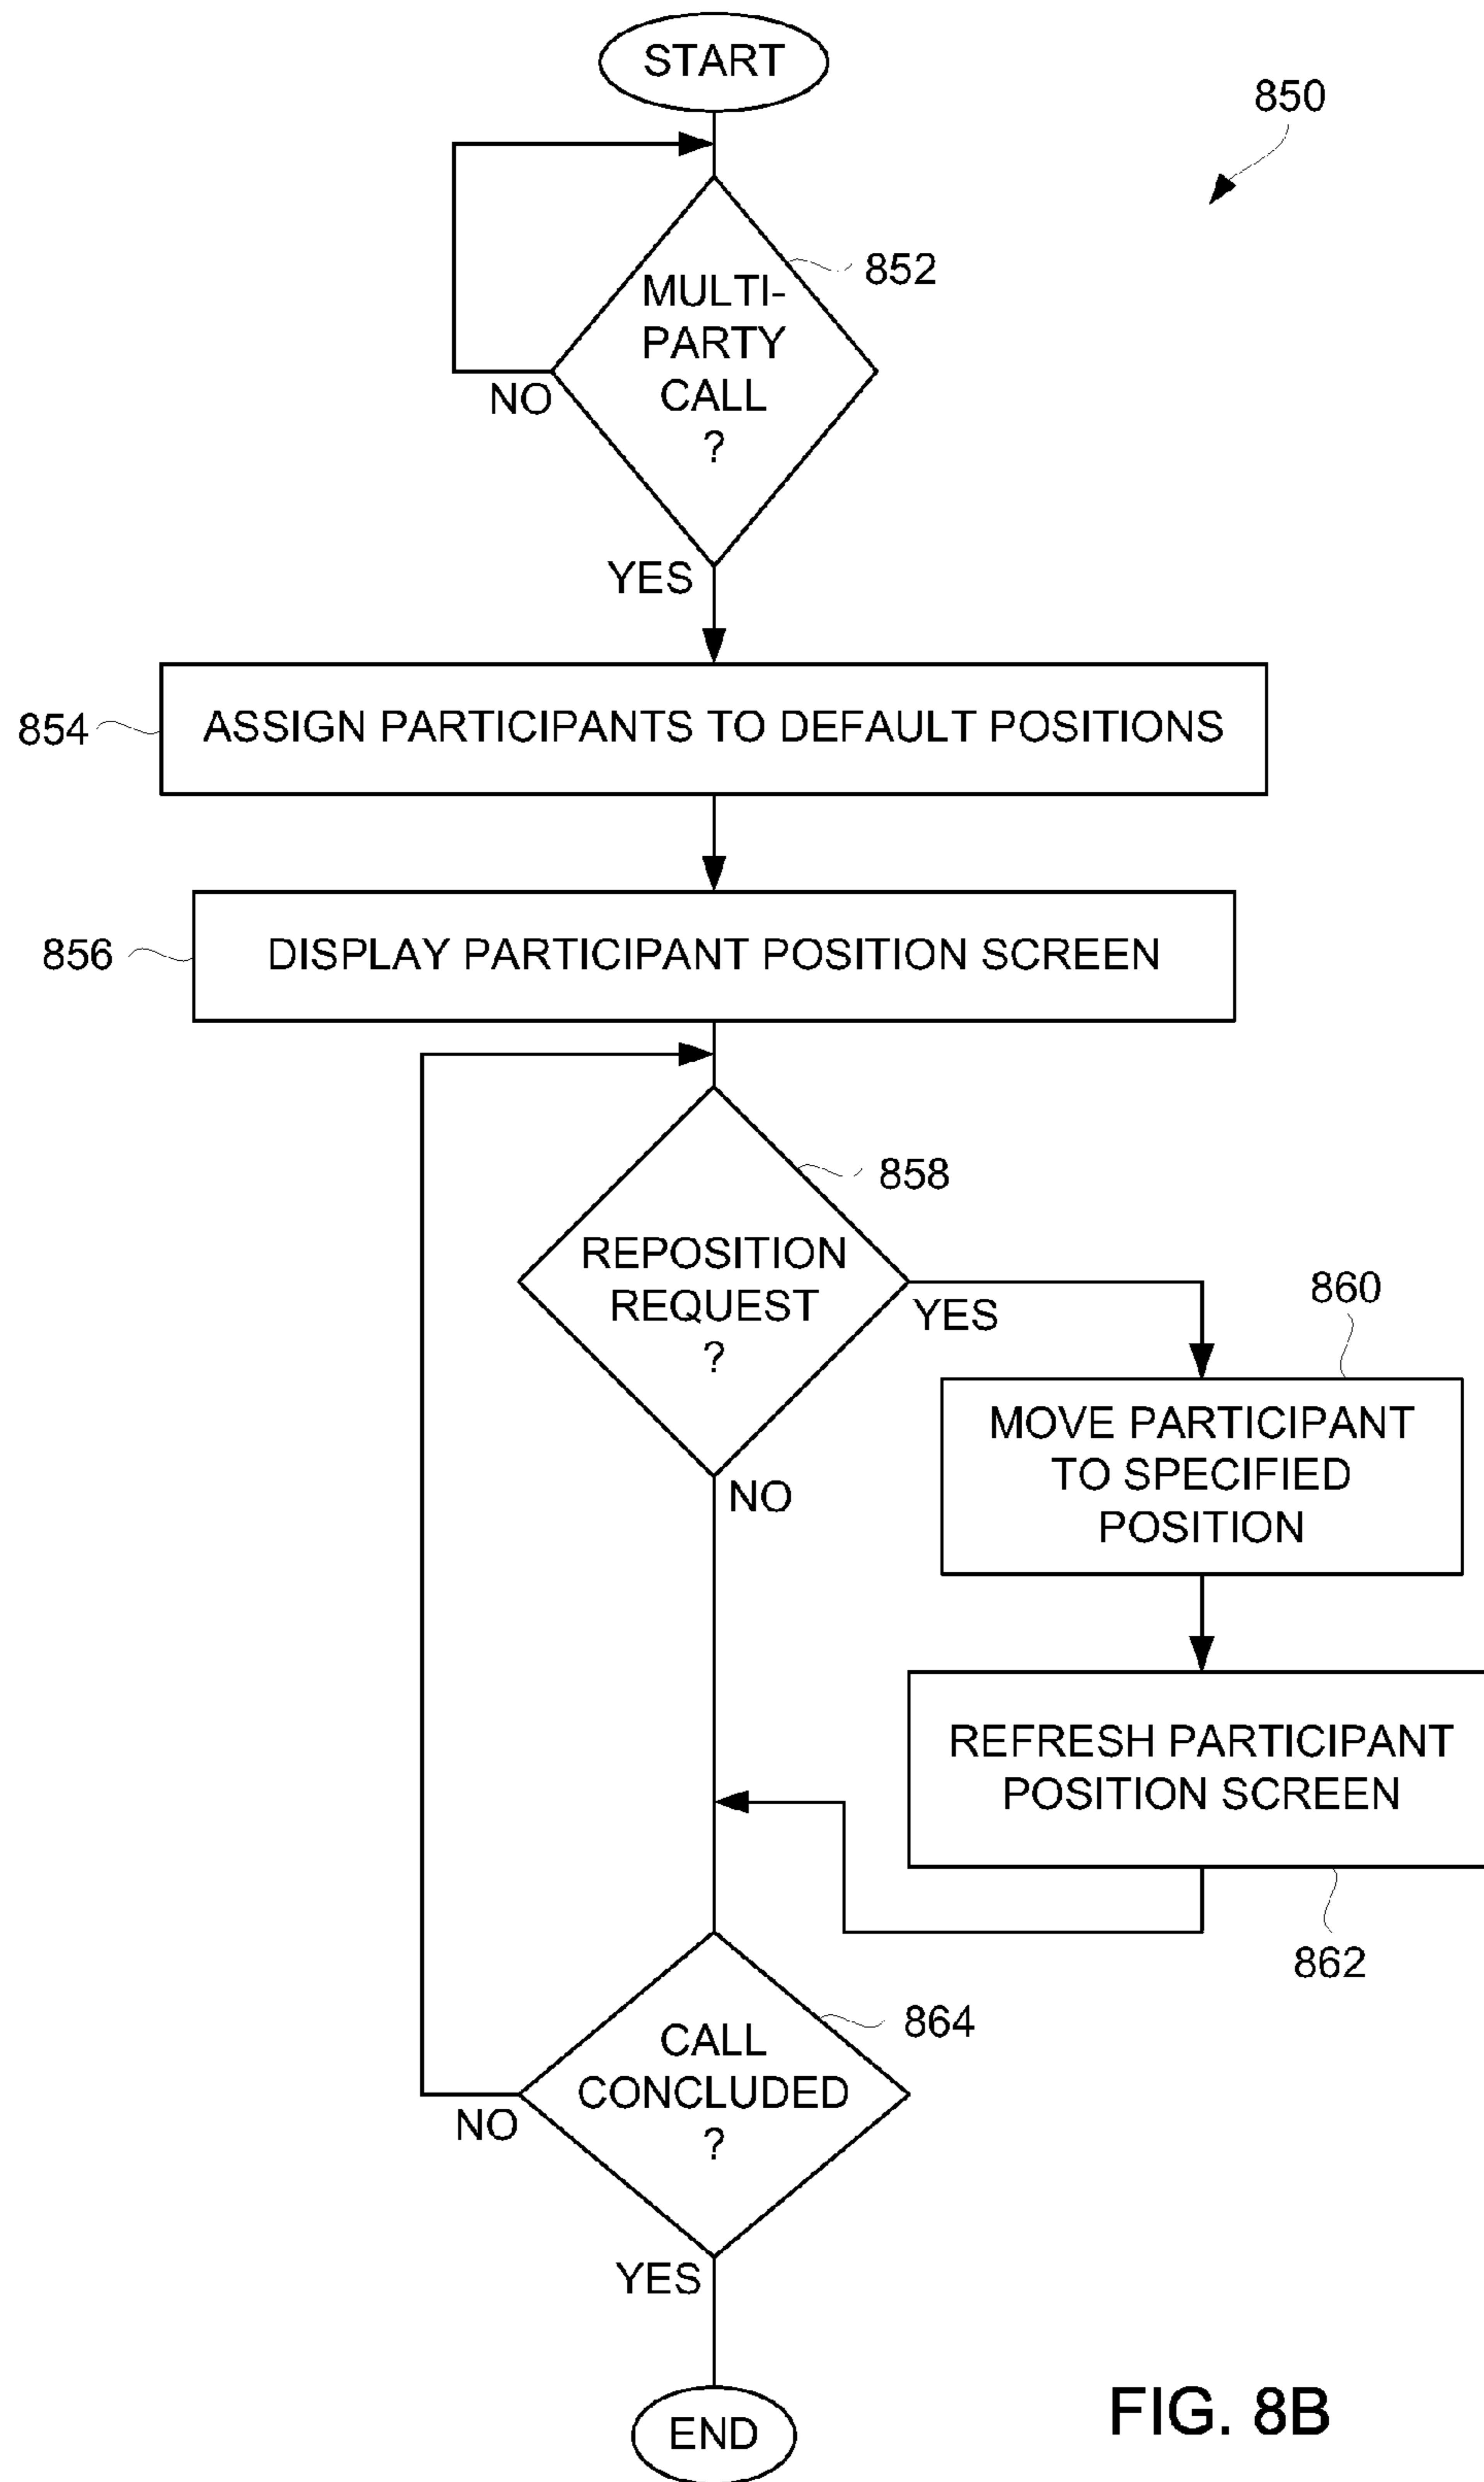 START
850
852
MULTI-
PARTY
CALL
?
NO
YES
854
ASSIGN PARTICIPANTS TO DEFAULT POSITIONS
856
DISPLAY PARTICIPANT POSITION SCREEN
858
REPOSITION
REQUEST
?
YES
860
NO
MOVE PARTICIPANT
TO SPECIFIED
POSITION
REFRESH PARTICIPANT
POSITION SCREEN
862
864
CALL
CONCLUDED
?
NO
YES
END
FIG. 8B